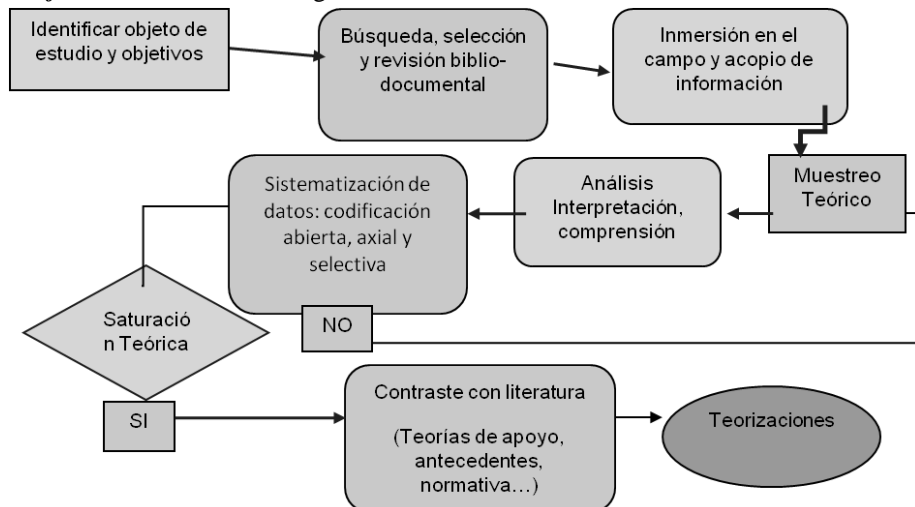 Identificar objeto de
estudio y objetivos
Búsqueda, selección
y revisión biblio-
documental
Inmersión en el
campo y acopio de
información
Muestreo
Teórico
Análisis
Interpretación,
comprensión
Sistematización de
datos: codificación
abierta, axial y
selectiva
Saturació
n Teórica
NO
SI
Contraste con literatura
(Teorías de apoyo,
antecedentes,
normativa…)
Teorizaciones